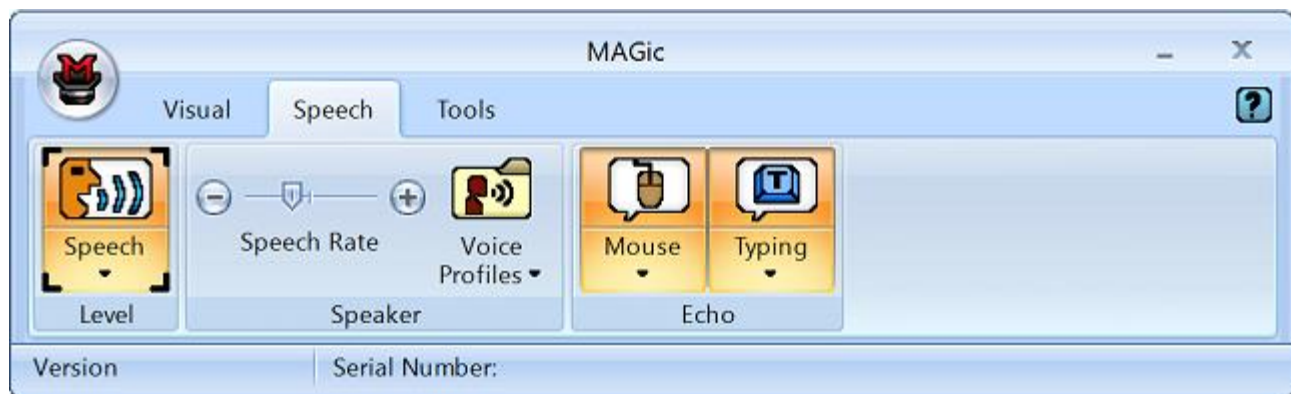 MAGic
Visual Speech Tools
Speech
Level
Speech Rate
Voice
Profiles
Speaker
Mouse Typing
Echo
Version Serial Number: